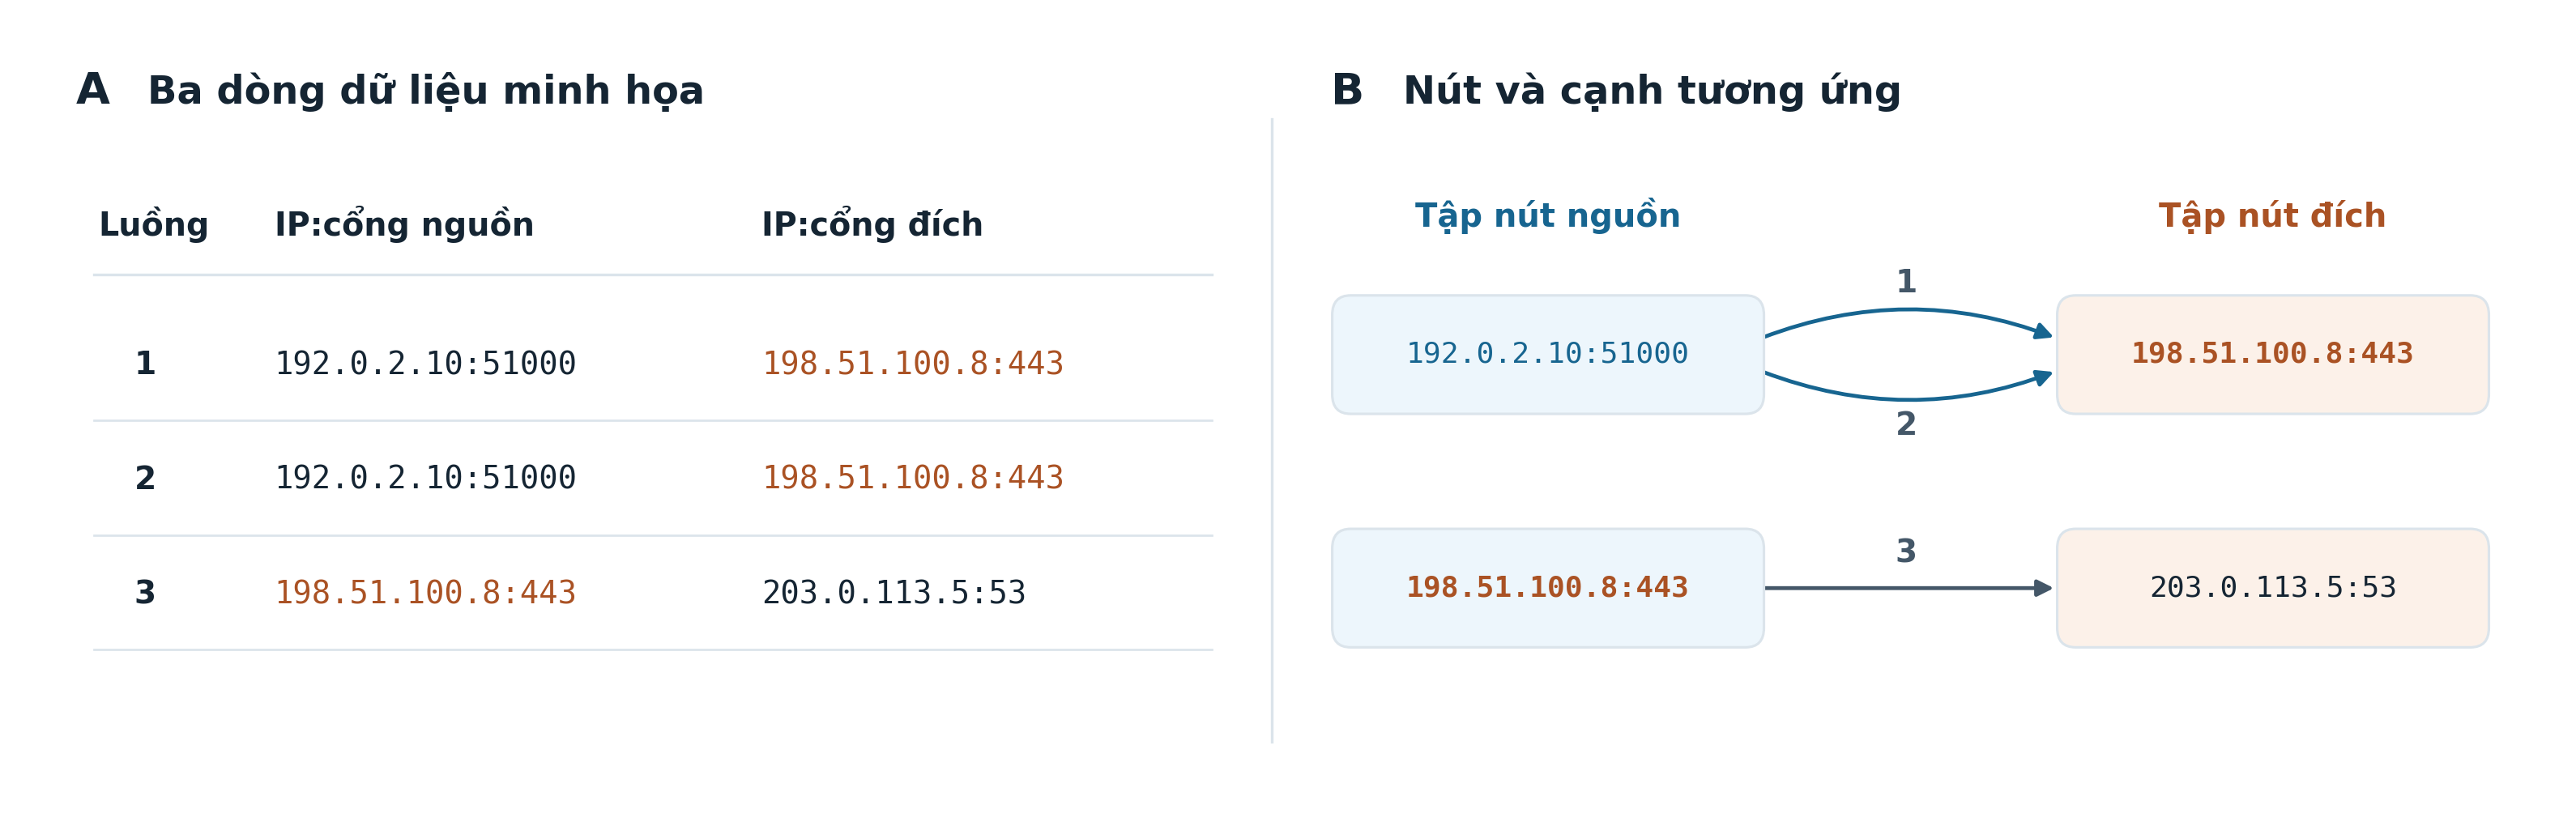 A Ba dòng dữ liệu minh họa
Luồng IP:cổng nguồn IP:cổng đích
1 192.0.2.10:51000 198.51.100.8:443
2 192.0.2.10:51000 198.51.100.8:443
3 198.51.100.8:443 203.0.113.5:53
B Nút và cạnh tương ứng
Tập nút nguồn Tập nút đích
1
192.0.2.10:51000 198.51.100.8:443
2
3
198.51.100.8:443 203.0.113.5:53